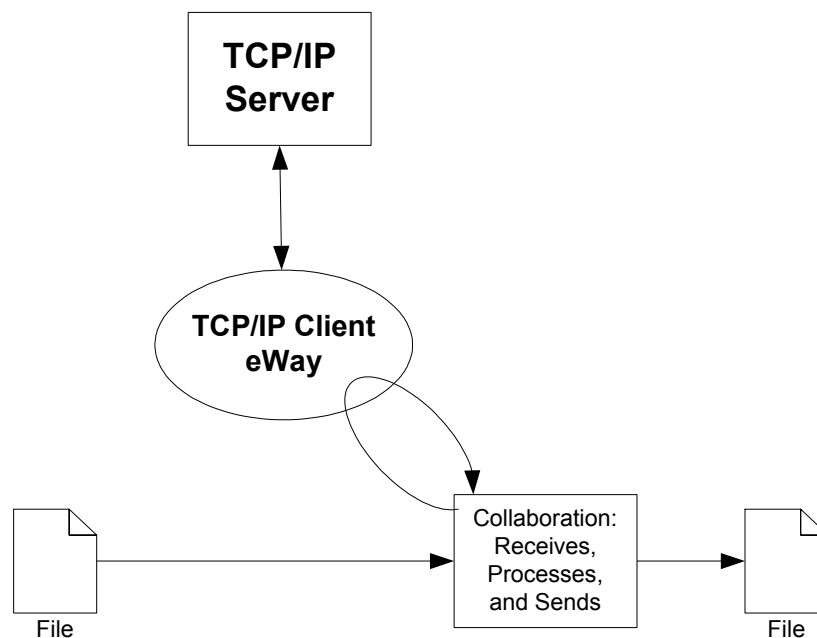 TCP/IP
Server
TCP/IP Client
eWay
Collaboration:
Receives,
Processes,
and Sends
File
File